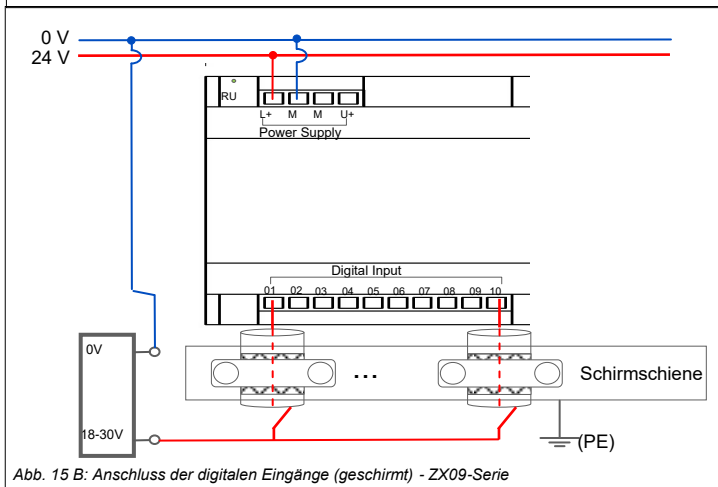 0 V
24 V
RU
L+ M M U+
Power Supply
Digital Input
01 02 03 04 05 06 07 08 09 10
0V
...
Schirmschiene
18-30V
(PE)
Abb. 15 B: Anschluss der digitalen Eingänge (geschirmt) - ZX09-Serie